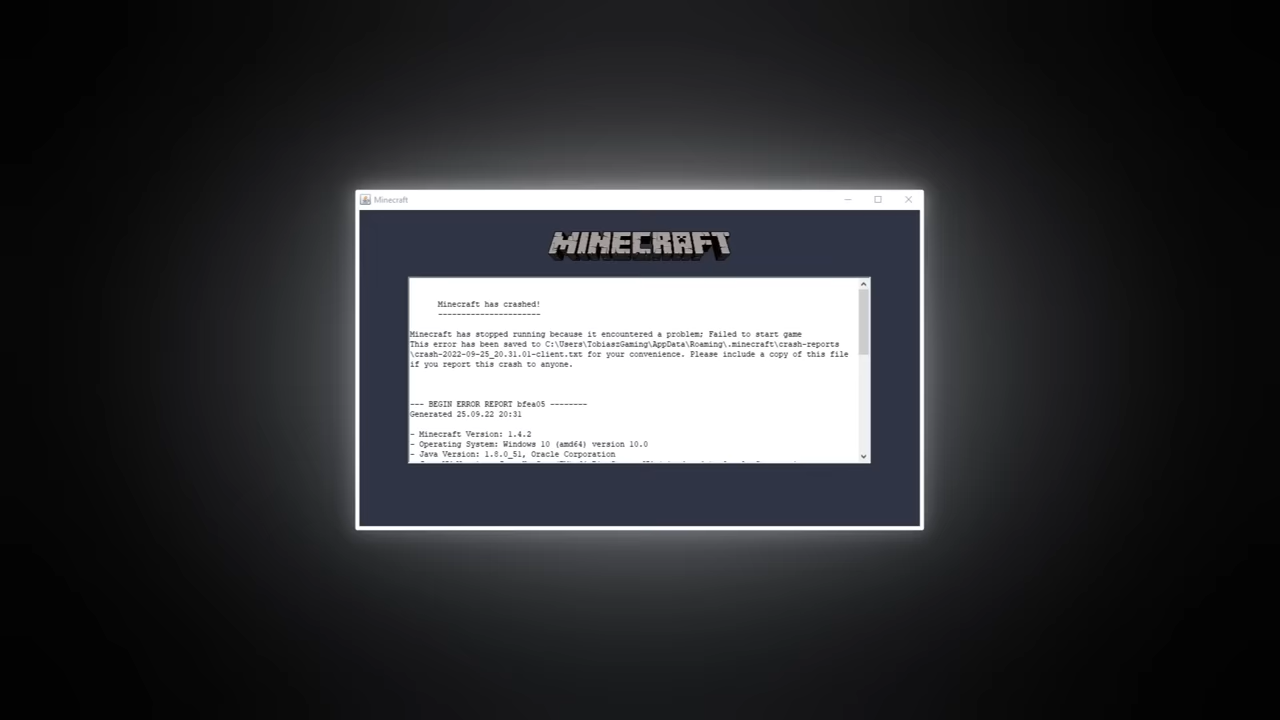 Minecraft
MINECRAFT
Minecraft has crashed!
----------------------
Minecraft has stopped running because it encountered a problem; Failed to start game
This error has been saved to C:\Users\TobiaszGaming\AppData\Roaming\.minecraft\crash-reports
\crash-2022-09-25_20.31.01-client.txt for your convenience. Please include a copy of this file
if you report this crash to anyone.
--- BEGIN ERROR REPORT bfea05 --------
Generated 25.09.22 20:31
- Minecraft Version: 1.4.2
- Operating System: Windows 10 (amd64) version 10.0
- Java Version: 1.8.0_51, Oracle Corporation